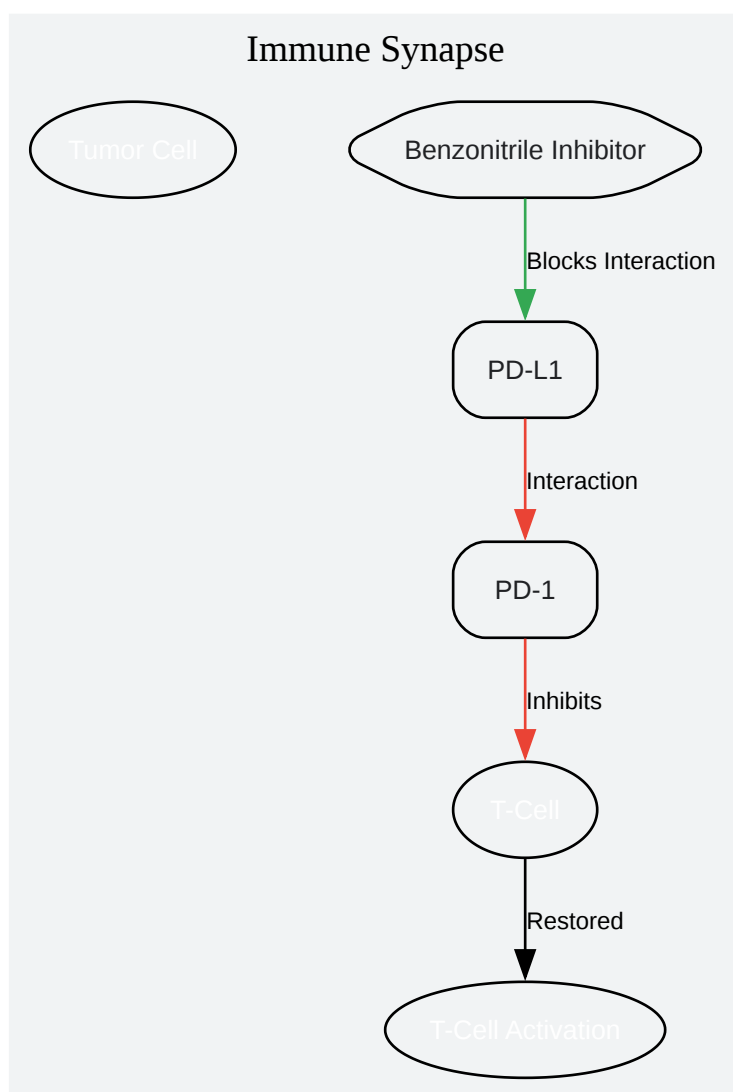 Immune Synapse
Tumor Cell
Benzonitrile Inhibitor
Blocks Interaction
PD-L1
Interaction
PD-1
Inhibits
T-Cell
Restored
T-Cell Activation